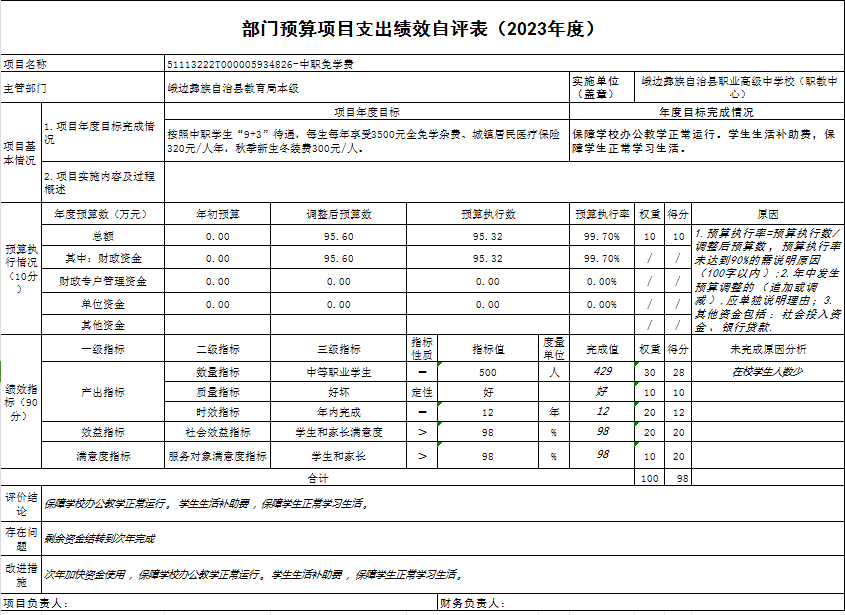 部门预算项目支出绩效自评表（2023年度）
项目名称 51113222T000005934826-中职免学费
主管部门 峨边彝族自治县教育局本级 实施单位（盖章） 峨边彝族自治县职业高级中学校（职教中心）
项目基本情况 1.项目年度目标完成情况 项目年度目标 年度目标完成情况
按照中职学生“9+3”待遇，每生每年享受3500元全免学杂费、城镇居民医疗保险320元/人年，秋季新生冬装费300元/人。 保障学校办公教学正常运行。学生生活补助费，保障学生正常学习生活。
2.项目实施内容及过程概述
预算执行情况（10分） 年度预算数（万元） 年初预算 调整后预算数 预算执行数 预算执行率 权重 得分 原因
总额 0.00 95.60 95.32 99.70% 10 10 1.预算执行率=预算执行数/调整后预算数，预算执行率未达到90%的需说明原因（100字以内）;2.年中发生预算调整的（追加或调减），应单独说明理由；3.其他资金包括：社会投入资金、银行贷款.
其中：财政资金 0.00 95.60 95.32 99.70% / /
财政专户管理资金 0.00 0.00 0.00 0.00% / /
单位资金 0.00 0.00 0.00 0.00% / /
其他资金 / /
绩效指标（90分） 一级指标 二级指标 三级指标 指标性质 指标值 度量单位 完成值 权重 得分 未完成原因分析
产出指标 数量指标 中等职业学生 — 500 人 429 30 28 在校学生人数少
质量指标 好坏 定性 好 好 10 10
时效指标 年内完成 — 12 年 12 20 12
效益指标 社会效益指标 学生和家长满意度 > 98 % 98 20 20
满意度指标 服务对象满意度指标 学生和家长 > 98 % 98 10 20
合计 100 98
评价结论 保障学校办公教学正常运行。学生生活补助费，保障学生正常学习生活。
存在问题 剩余资金结转到次年完成
改进措施 次年加快资金使用，保障学校办公教学正常运行。学生生活补助费，保障学生正常学习生活。
项目负责人： 财务负责人：